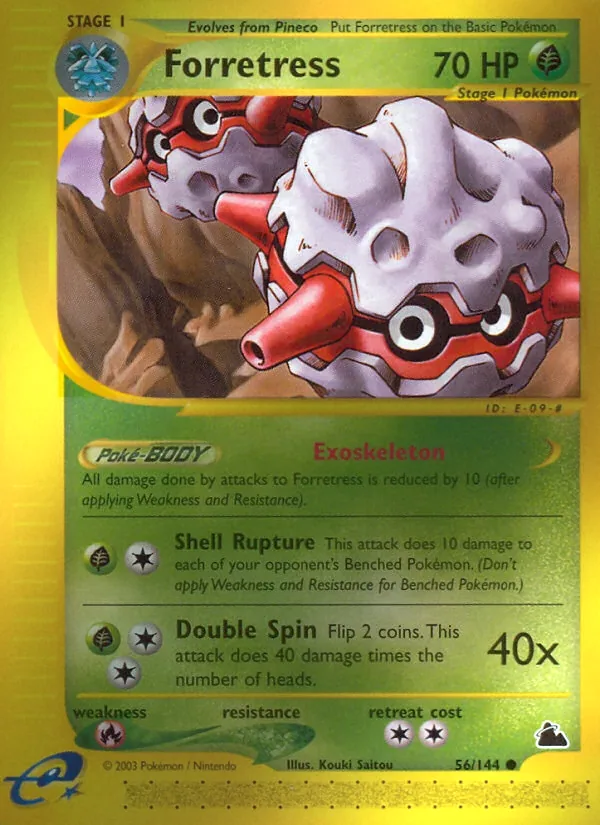 STAGE 1
Evolves from Pineco Put Forretress on the Basic Pokémon
Forretress 70 HP
Stage 1 Pokémon
ID: E-09-#
Poké-BODY Exoskeleton
All damage done by attacks to Forretress is reduced by 10 (after
applying Weakness and Resistance).
Shell Rupture This attack does 10 damage to
each of your opponent's Benched Pokémon. (Don't
apply Weakness and Resistance for Benched Pokémon.)
Double Spin Flip 2 coins. This
attack does 40 damage times the
number of heads.
40x
weakness resistance retreat cost
© 2003 Pokémon / Nintendo Illus. Kouki Saitou 56/144
e